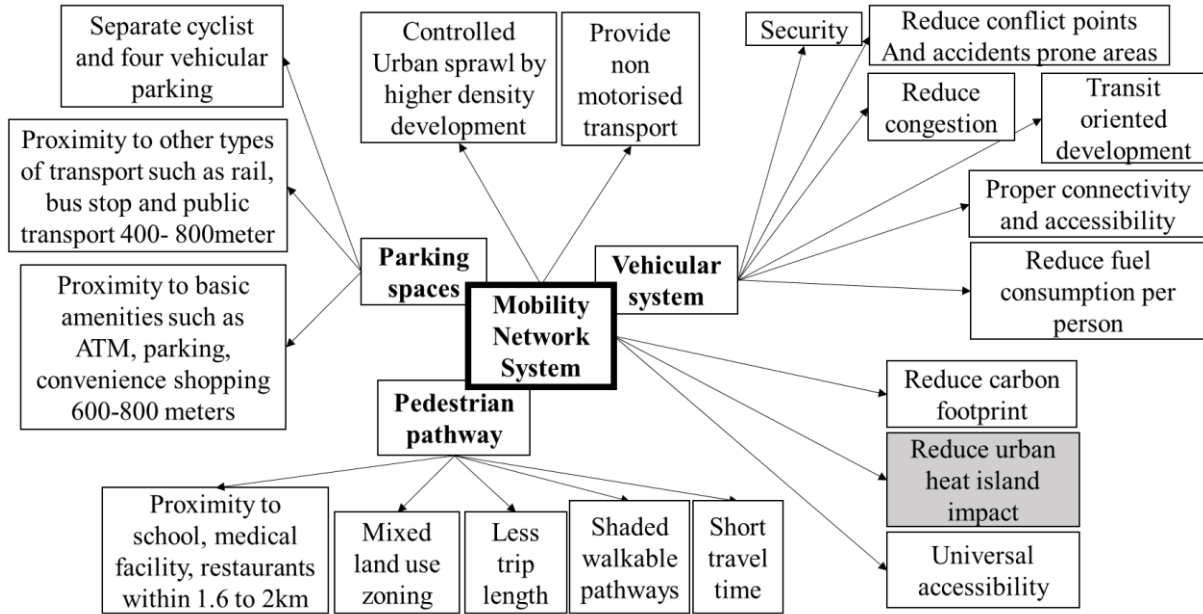 Separate cyclist
and four vehicular
parking
Controlled
Urban sprawl by
higher density
development
Provide
non
motorised
transport
Security
Reduce conflict points
And accidents prone areas
Reduce
congestion
Transit
oriented
development
Proximity to other types
of transport such as rail,
bus stop and public
transport 400- 800meter
Proper connectivity
and accessibility
Parking
spaces
Vehicular
system
Reduce fuel
consumption per
person
Proximity to basic
amenities such as
ATM, parking,
convenience shopping
600-800 meters
Mobility
Network
System
Reduce carbon
footprint
Pedestrian
pathway
Reduce urban
heat island
impact
Proximity to
school, medical
facility, restaurants
within 1.6 to 2km
Mixed
land use
zoning
Less
trip
length
Shaded
walkable
pathways
Short
travel
time
Universal
accessibility